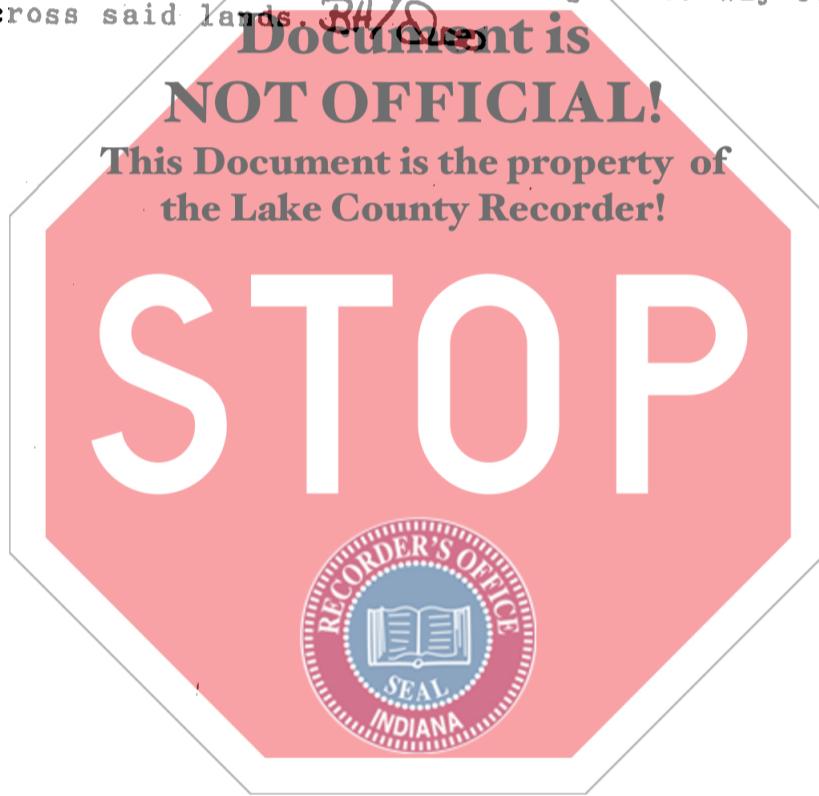 cross said lands. BH/
Document is
NOT OFFICIAL!
This Document is the property of
the Lake County Recorder!
STOP
RECORDER'S OFFICE
SEAL
INDIANA